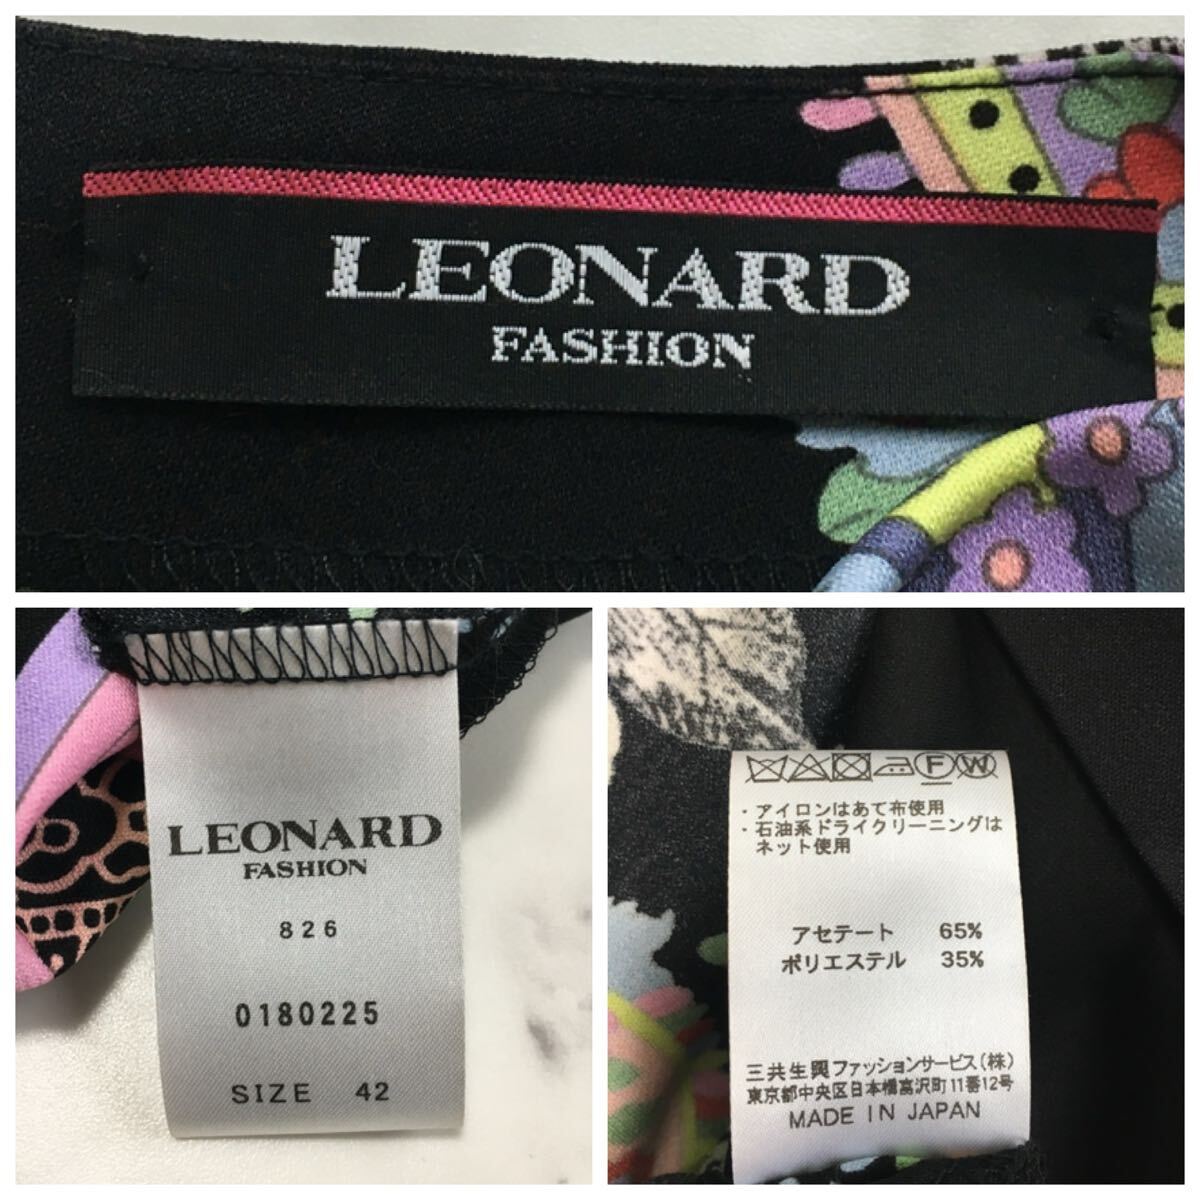 LEONARD
FASHION
LEONARD
FASHION
826
0180225
SIZE 42
F W
・アイロンはあて布使用
・石油系ドライクリーニングは
ネット使用
アセテート 65%
ポリエステル 35%
三共生興ファッションサービス(株)
東京都中央区日本橋富沢町11番12号
MADE IN JAPAN